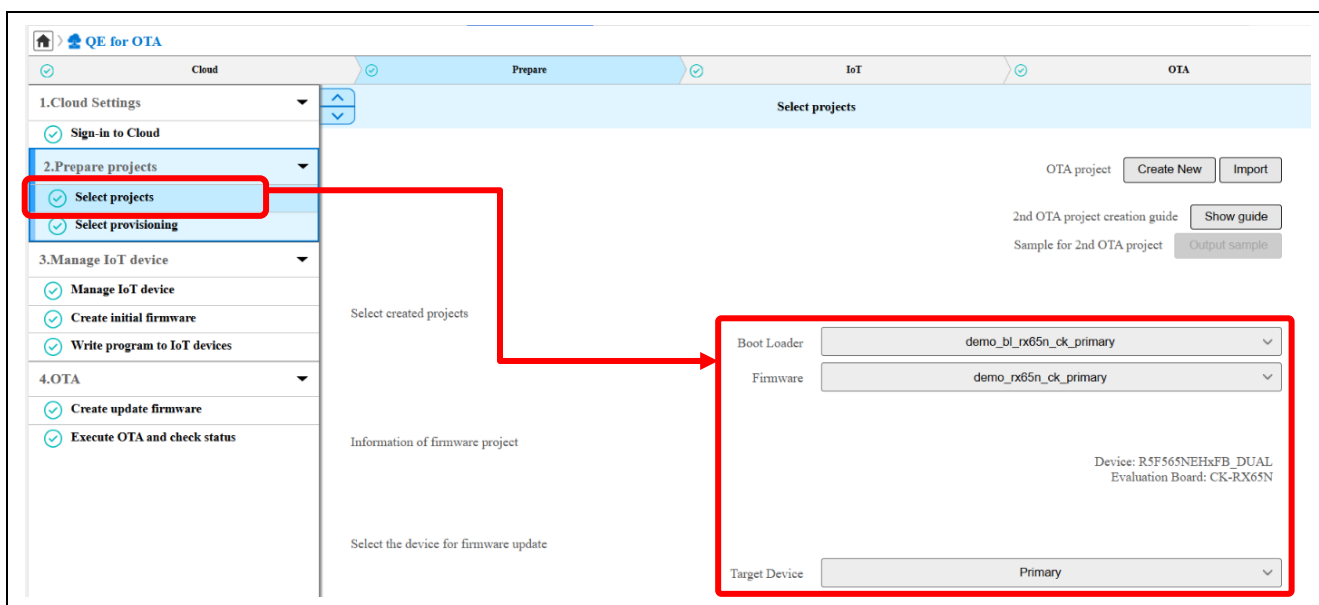 QE for OTA
Cloud
Prepare
IoT
OTA
1.Cloud Settings
Sign-in to Cloud
2.Prepare projects
Select projects
Select provisioning
3.Manage IoT device
Manage IoT device
Create initial firmware
Write program to IoT devices
4.OTA
Create update firmware
Execute OTA and check status
Select projects
OTA project Create New Import
2nd OTA project creation guide Show guide
Sample for 2nd OTA project Output sample
Select created projects
Boot Loader demo_bl_rx65n_ck_primary
Firmware demo_rx65n_ck_primary
Information of firmware project
Device: R5F565NEHxFB_DUAL
Evaluation Board: CK-RX65N
Select the device for firmware update
Target Device Primary